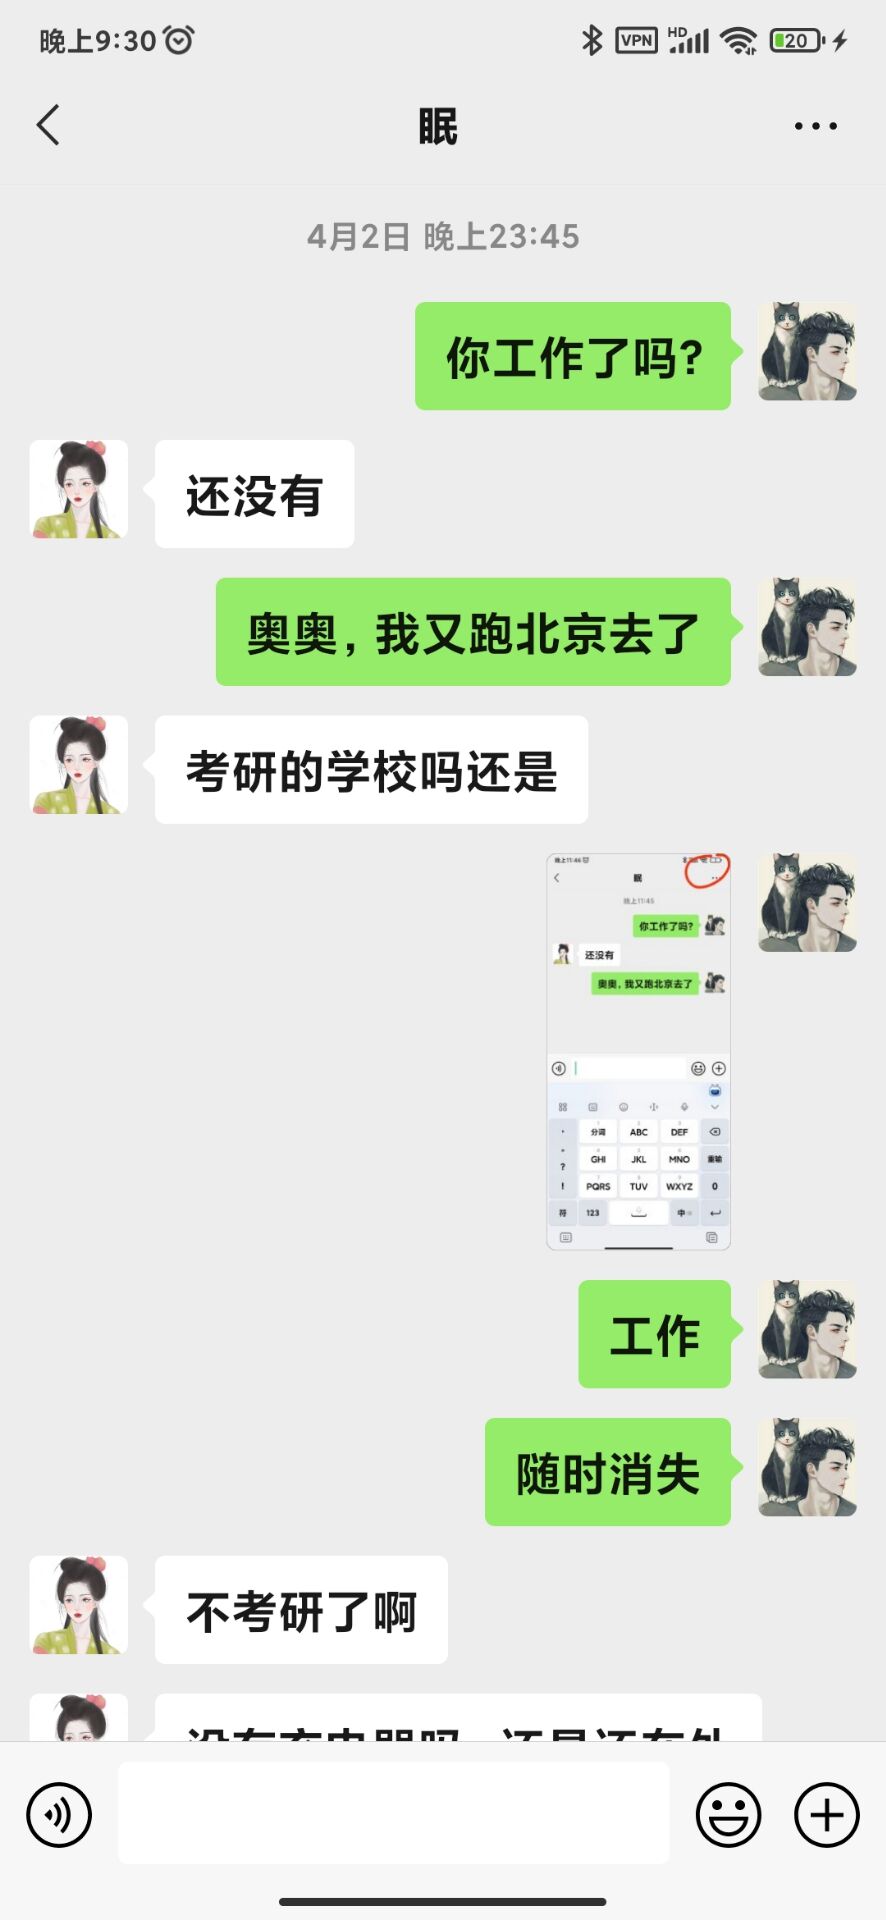 晚上9:30
VPN
HD
20
眠
4月2日 晚上23:45
你工作了吗?
还没有
奥奥,我又跑北京去了
考研的学校吗还是
晚上11:46
眠
晚上11:45
你工作了吗?
还没有
奥奥,我又跑北京去了
分词 ABC DEF
? GHI JKL MNO 重输
! PQRS TUV WXYZ 0
符 123 中
工作
随时消失
不考研了啊